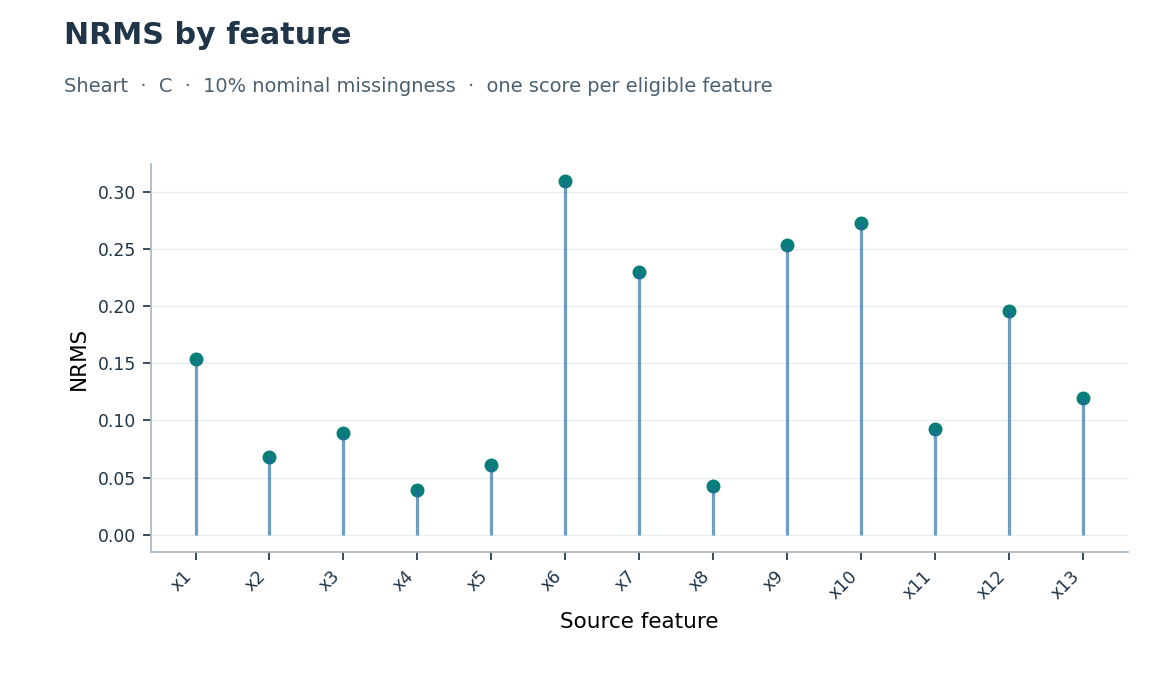 NRMS by feature
Sheart · C · 10% nominal missingness · one score per eligible feature
NRMS
0.30
0.25
0.20
0.15
0.10
0.05
0.00
x1 x2 x3 x4 x5 x6 x7 x8 x9 x10 x11 x12 x13
Source feature